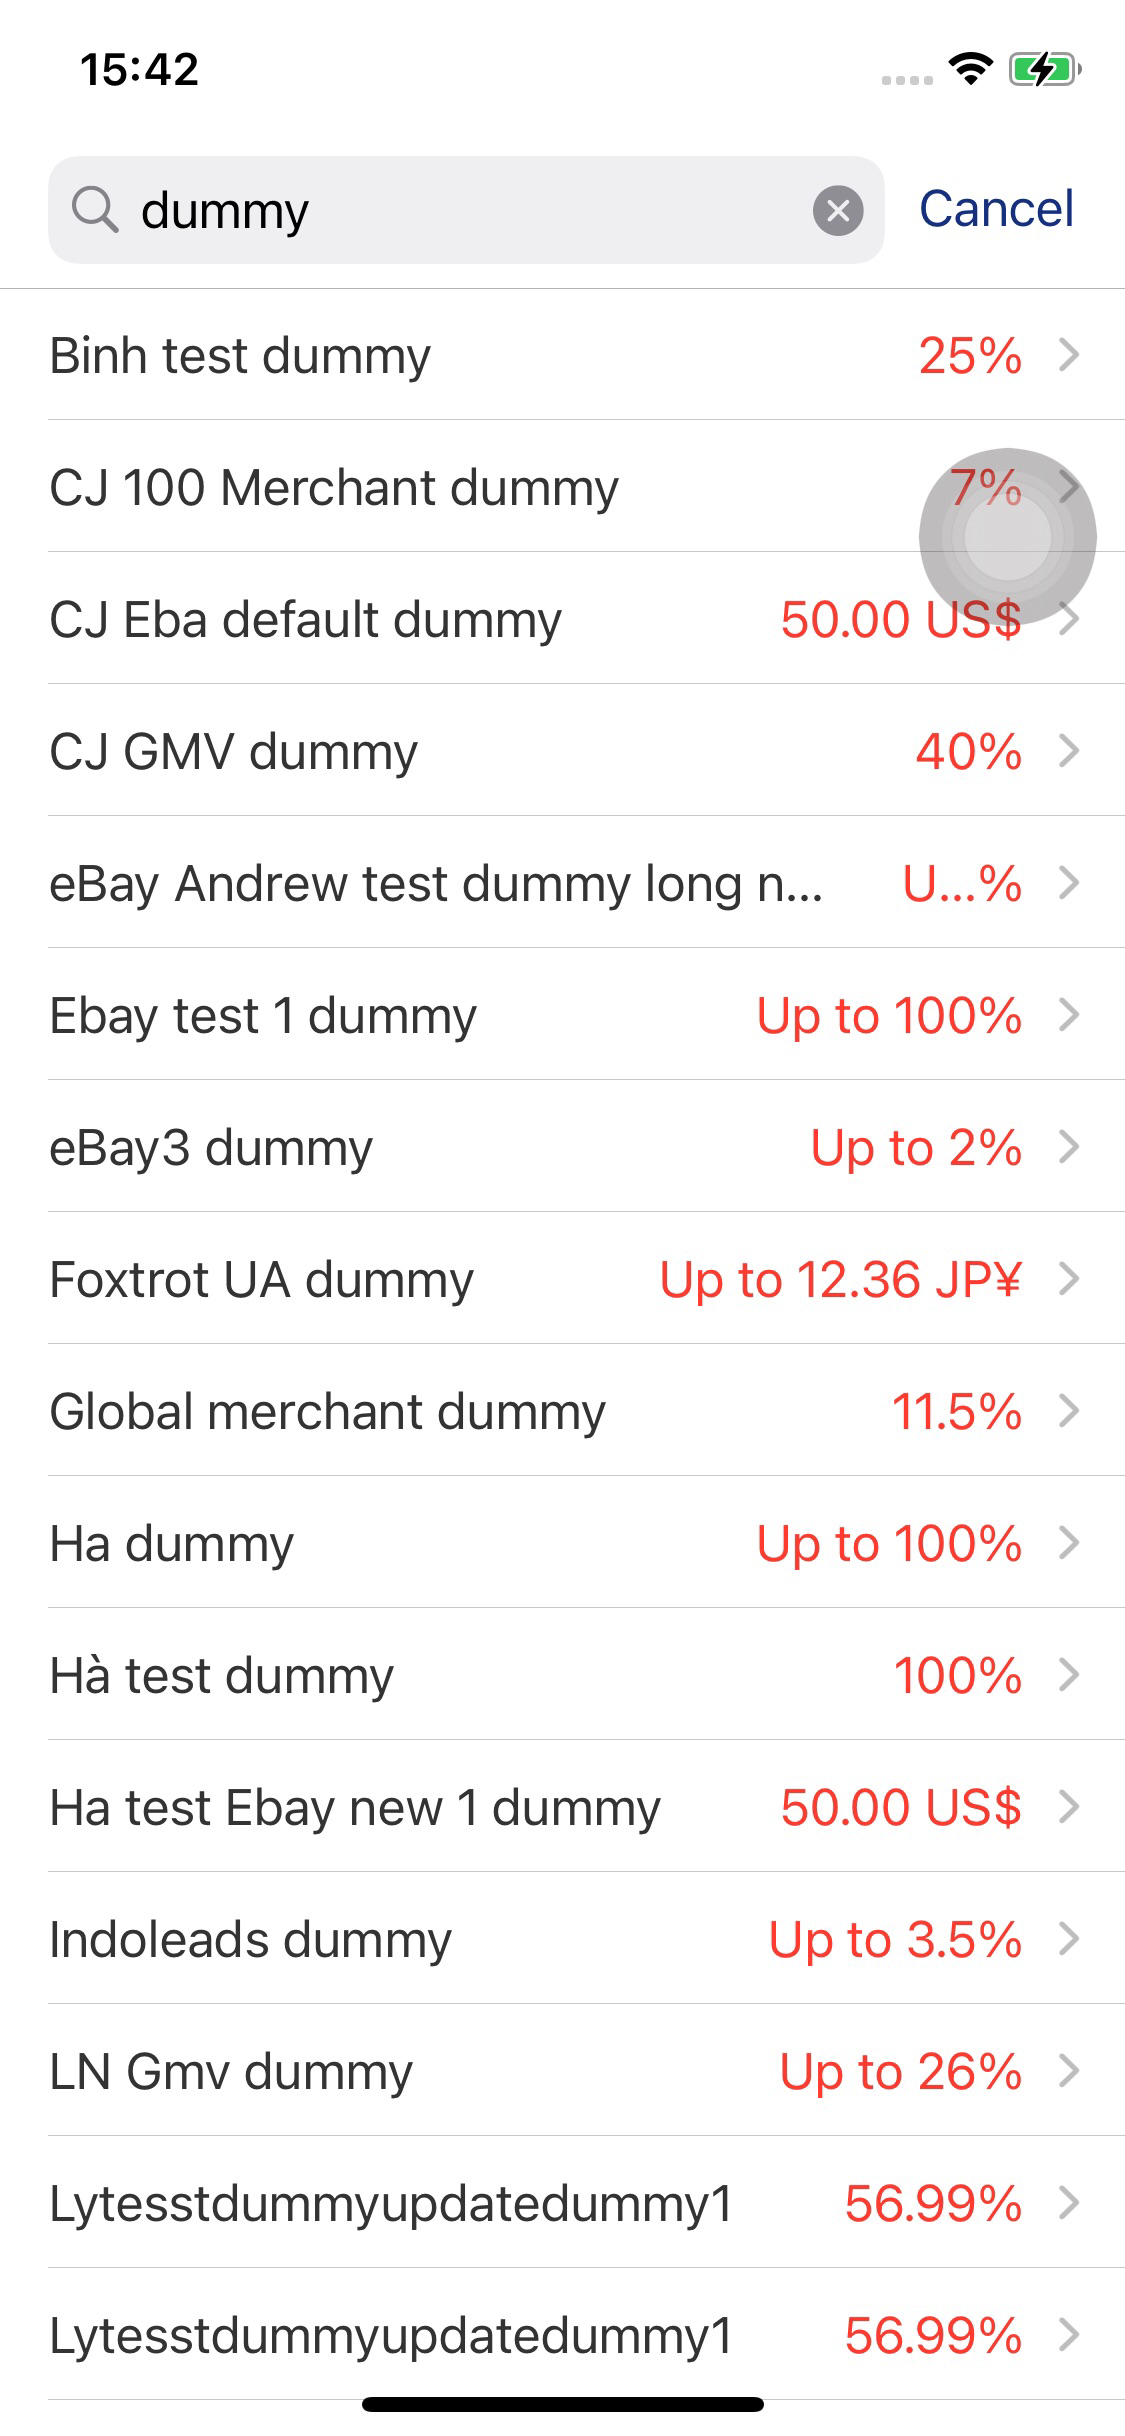 15:42
dummy
Cancel
Binh test dummy 25%
CJ 100 Merchant dummy 7%
CJ Eba default dummy 50.00 US$
CJ GMV dummy 40%
eBay Andrew test dummy long n... U...%
Ebay test 1 dummy Up to 100%
eBay3 dummy Up to 2%
Foxtrot UA dummy Up to 12.36 JP¥
Global merchant dummy 11.5%
Ha dummy Up to 100%
Hà test dummy 100%
Ha test Ebay new 1 dummy 50.00 US$
Indoleads dummy Up to 3.5%
LN Gmv dummy Up to 26%
Lytesstdummyupdatedummy1 56.99%
Lytesstdummyupdatedummy1 56.99%